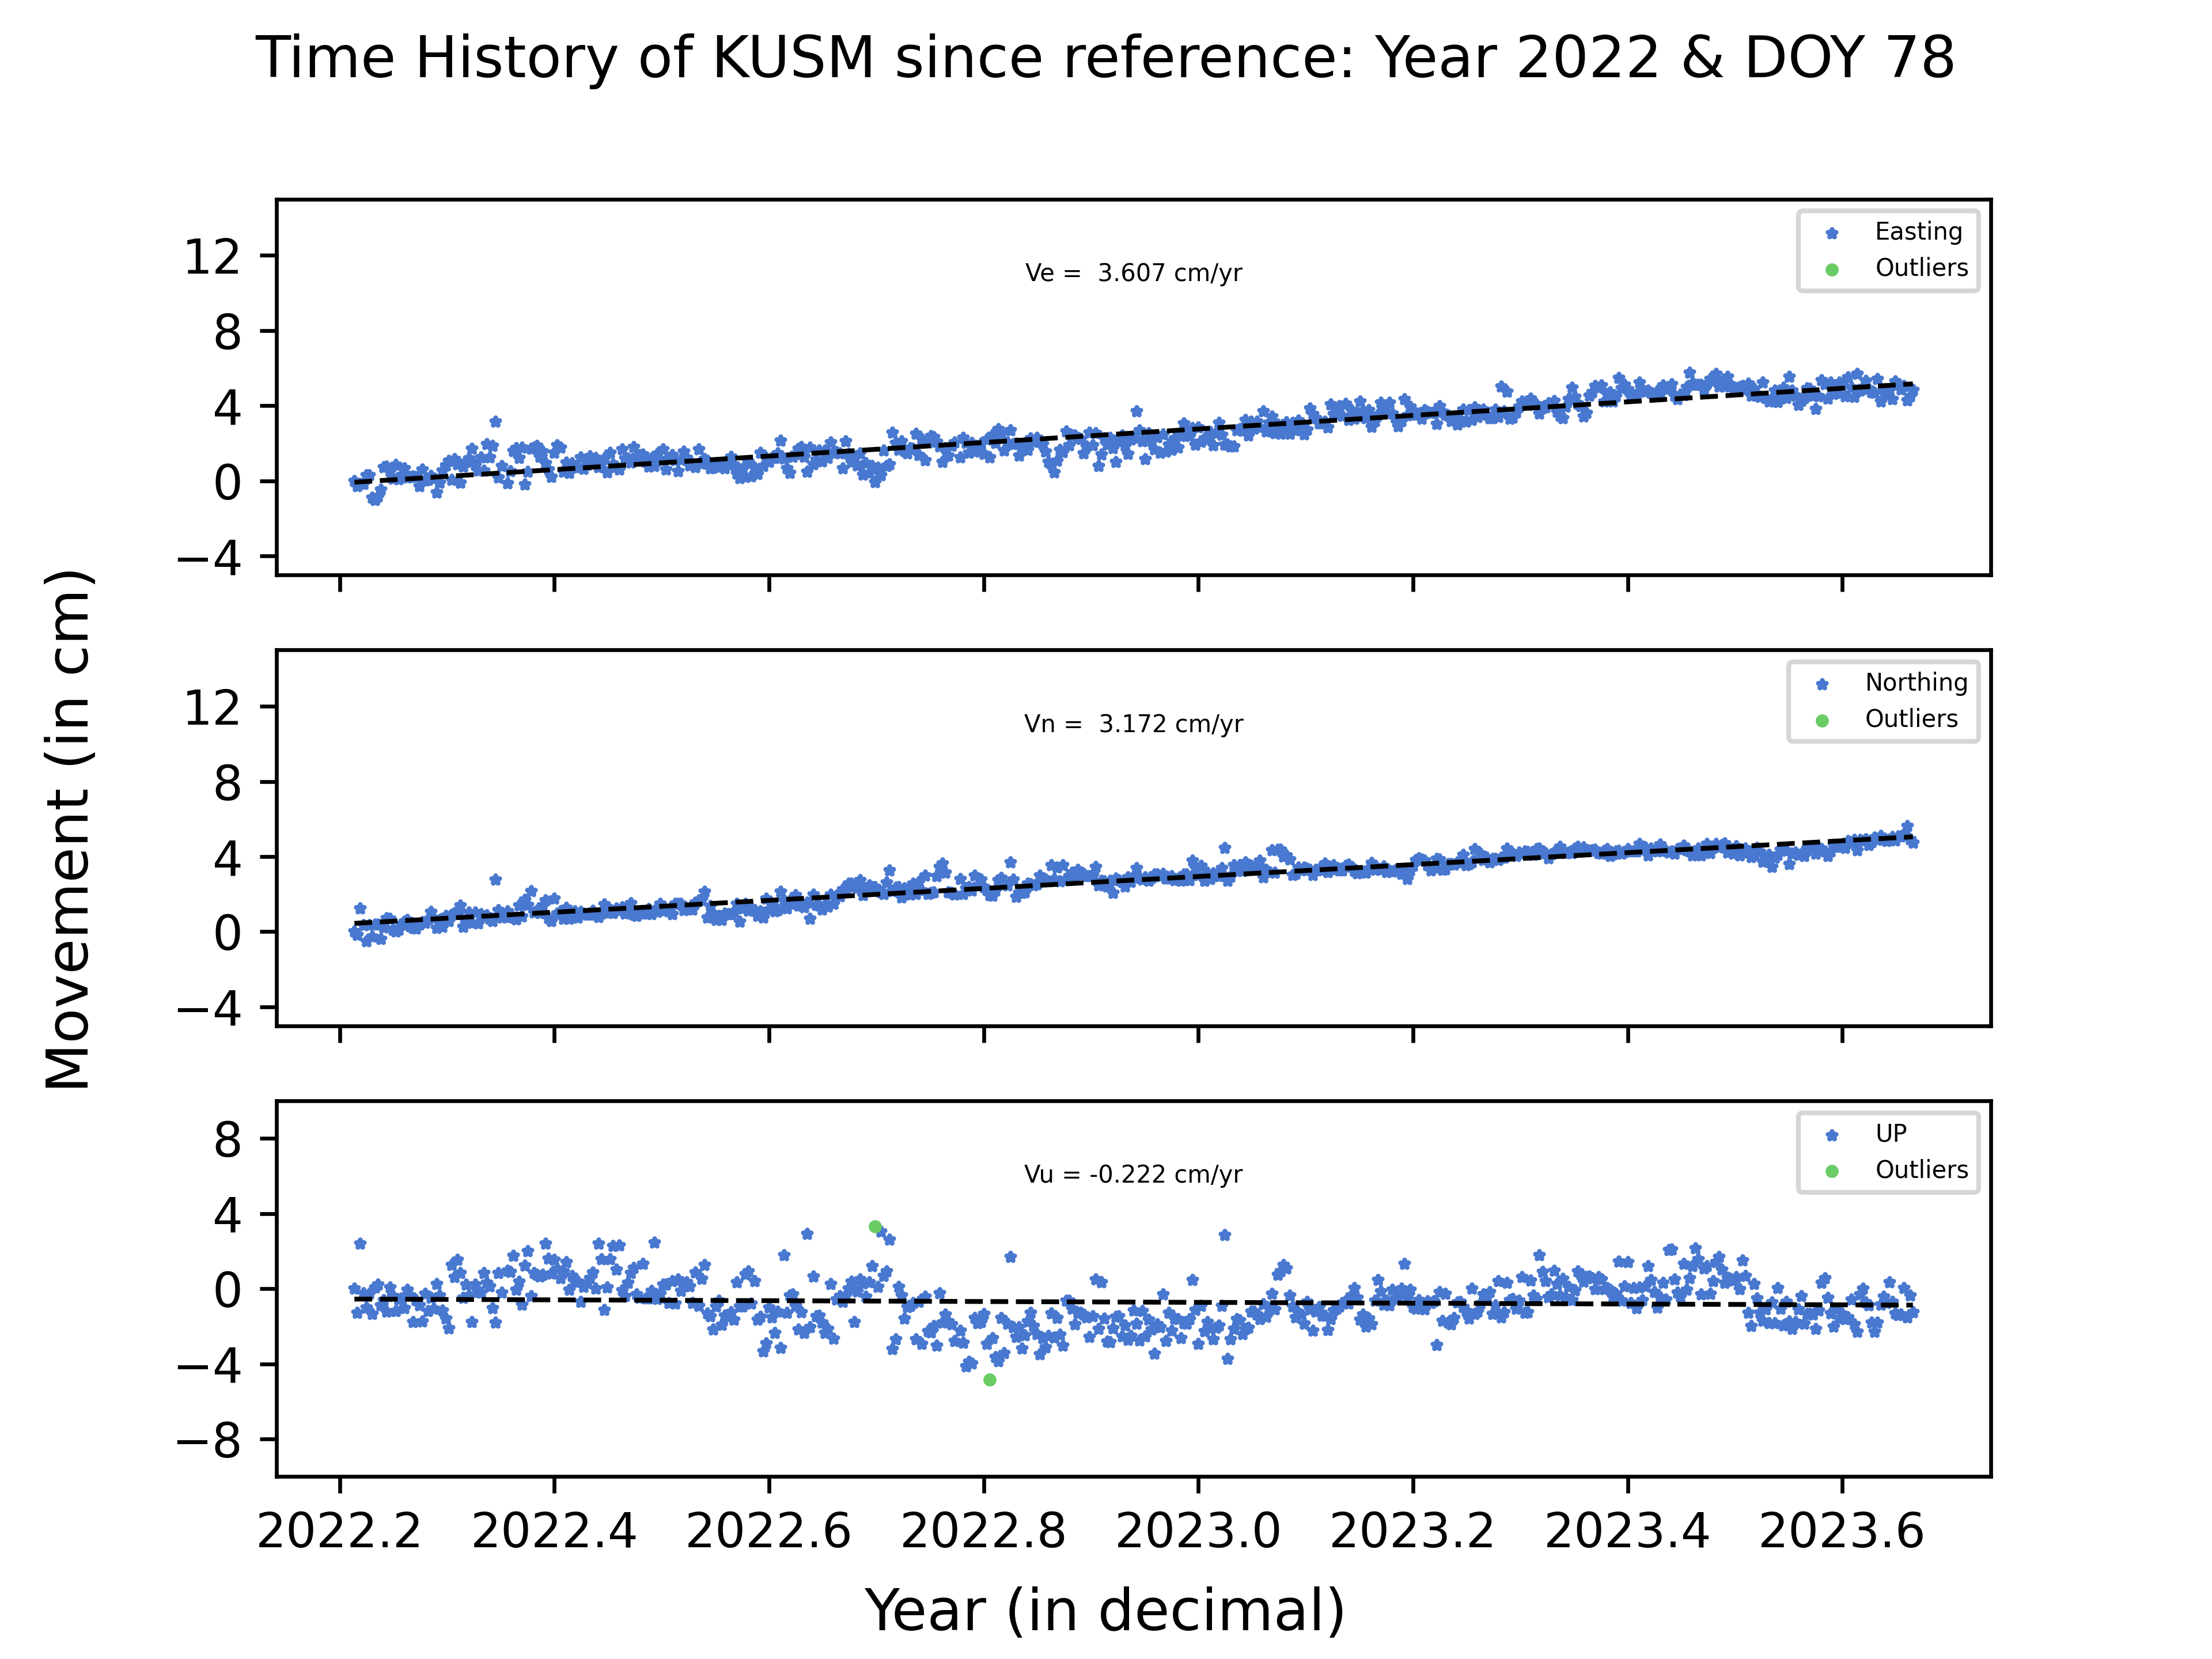 Time History of KUSM since reference: Year 2022 & DOY 78
Movement (in cm)
12
8
4
0
−4
Ve =  3.607 cm/yr
Easting
Outliers
12
8
4
0
−4
Vn =  3.172 cm/yr
Northing
Outliers
8
4
0
−4
−8
Vu = -0.222 cm/yr
UP
Outliers
2022.2 2022.4 2022.6 2022.8 2023.0 2023.2 2023.4 2023.6
Year (in decimal)